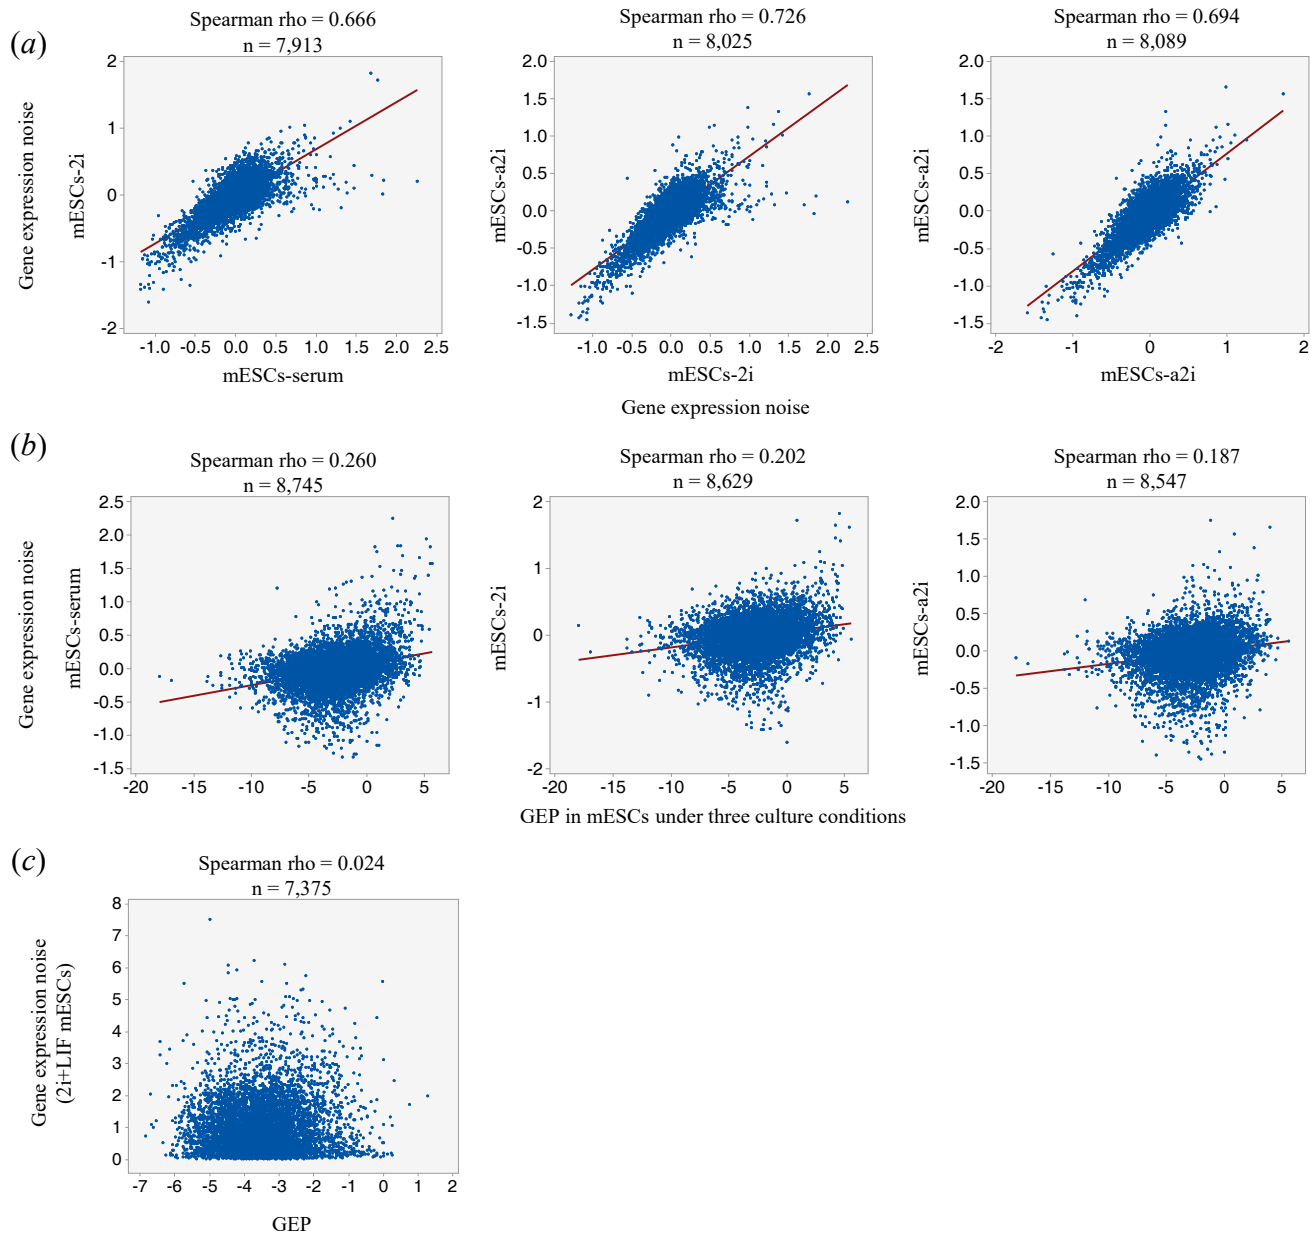 (a)
Spearman rho = 0.666
n = 7,913
Gene expression noise
mESCs-2i
2
1
0
-1
-2
-1.0 -0.5 0.0 0.5 1.0 1.5 2.0 2.5
mESCs-serum
Spearman rho = 0.726
n = 8,025
mESCs-a2i
2.0
1.5
1.0
0.5
0.0
-0.5
-1.0
-1.5
-1.0 -0.5 0.0 0.5 1.0 1.5 2.0 2.5
mESCs-2i
Spearman rho = 0.694
n = 8,089
mESCs-a2i
2.0
1.5
1.0
0.5
0.0
-0.5
-1.0
-1.5
-2 -1 0 1 2
mESCs-a2i
Gene expression noise
(b)
Spearman rho = 0.260
n = 8,745
Gene expression noise
mESCs-serum
2.5
2.0
1.5
1.0
0.5
0.0
-0.5
-1.0
-1.5
-20 -15 -10 -5 0 5
Spearman rho = 0.202
n = 8,629
mESCs-2i
2
1
0
-1
-2
-20 -15 -10 -5 0 5
Spearman rho = 0.187
n = 8,547
mESCs-a2i
2.0
1.5
1.0
0.5
0.0
-0.5
-1.0
-1.5
-20 -15 -10 -5 0 5
GEP in mESCs under three culture conditions
(c)
Spearman rho = 0.024
n = 7,375
Gene expression noise
(2i+LIF mESCs)
8
7
6
5
4
3
2
1
0
-7 -6 -5 -4 -3 -2 -1 0 1 2
GEP